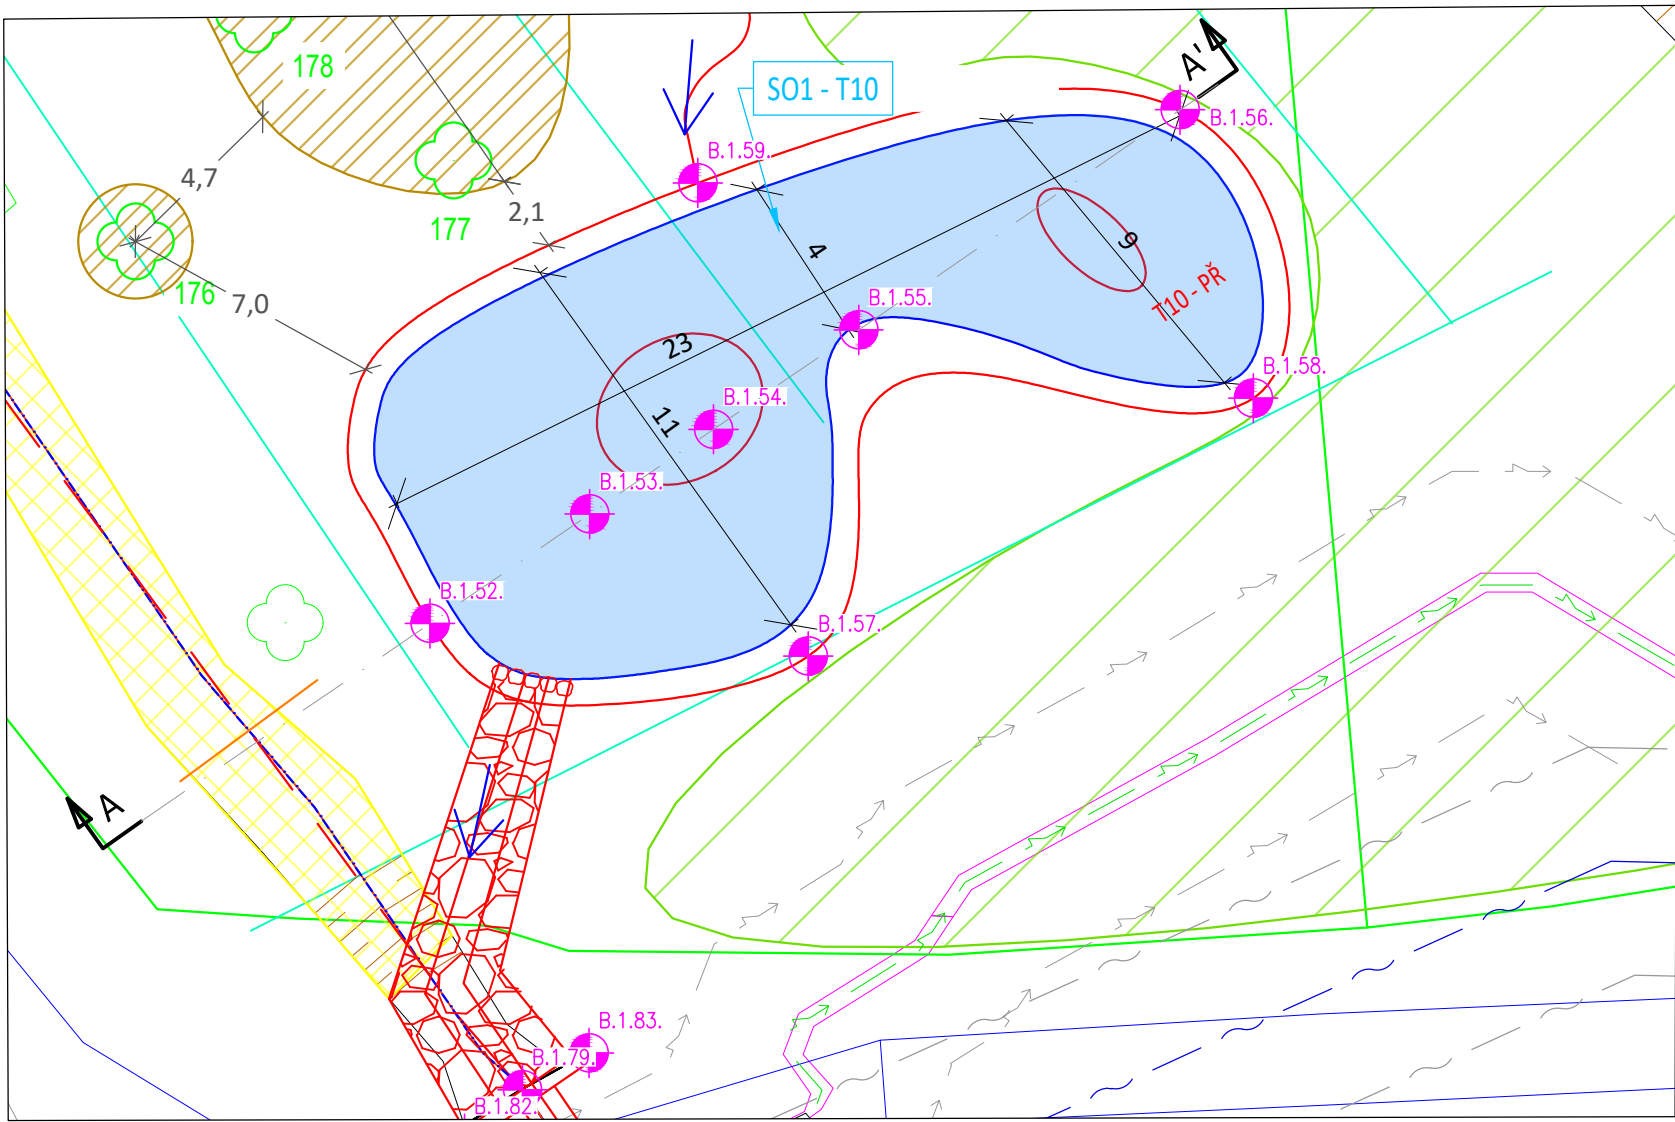 178
SO1 - T10
A'
B.1.56.
B.1.59.
4,7
177
2,1
4
9
176
7,0
T10 - PŘ
B.1.55.
23
B.1.58.
B.1.54.
11
B.1.53.
B.1.52.
B.1.57.
A
B.1.83.
B.1.79.
B.1.82.